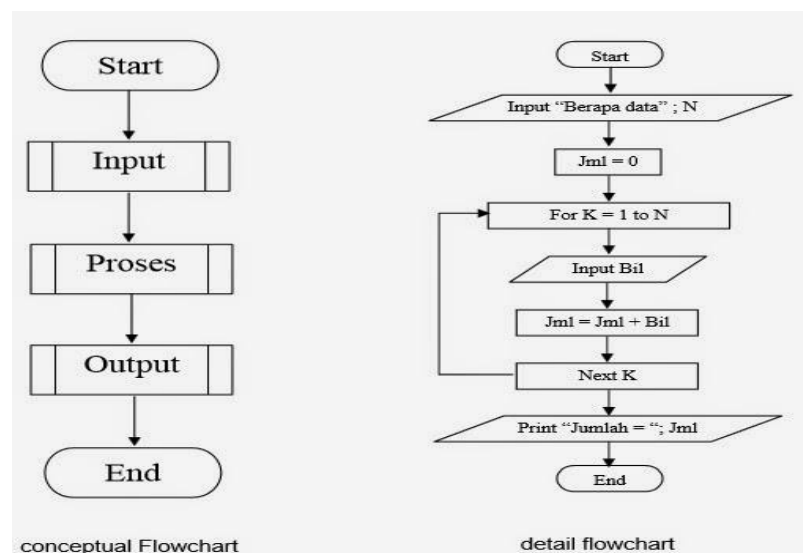 Start
Input
Proses
Output
End
conceptual Flowchart
Start
Input “Berapa data” ; N
Jml = 0
For K = 1 to N
Input Bil
Jml = Jml + Bil
Next K
Print “Jumlah = “; Jml
End
detail flowchart